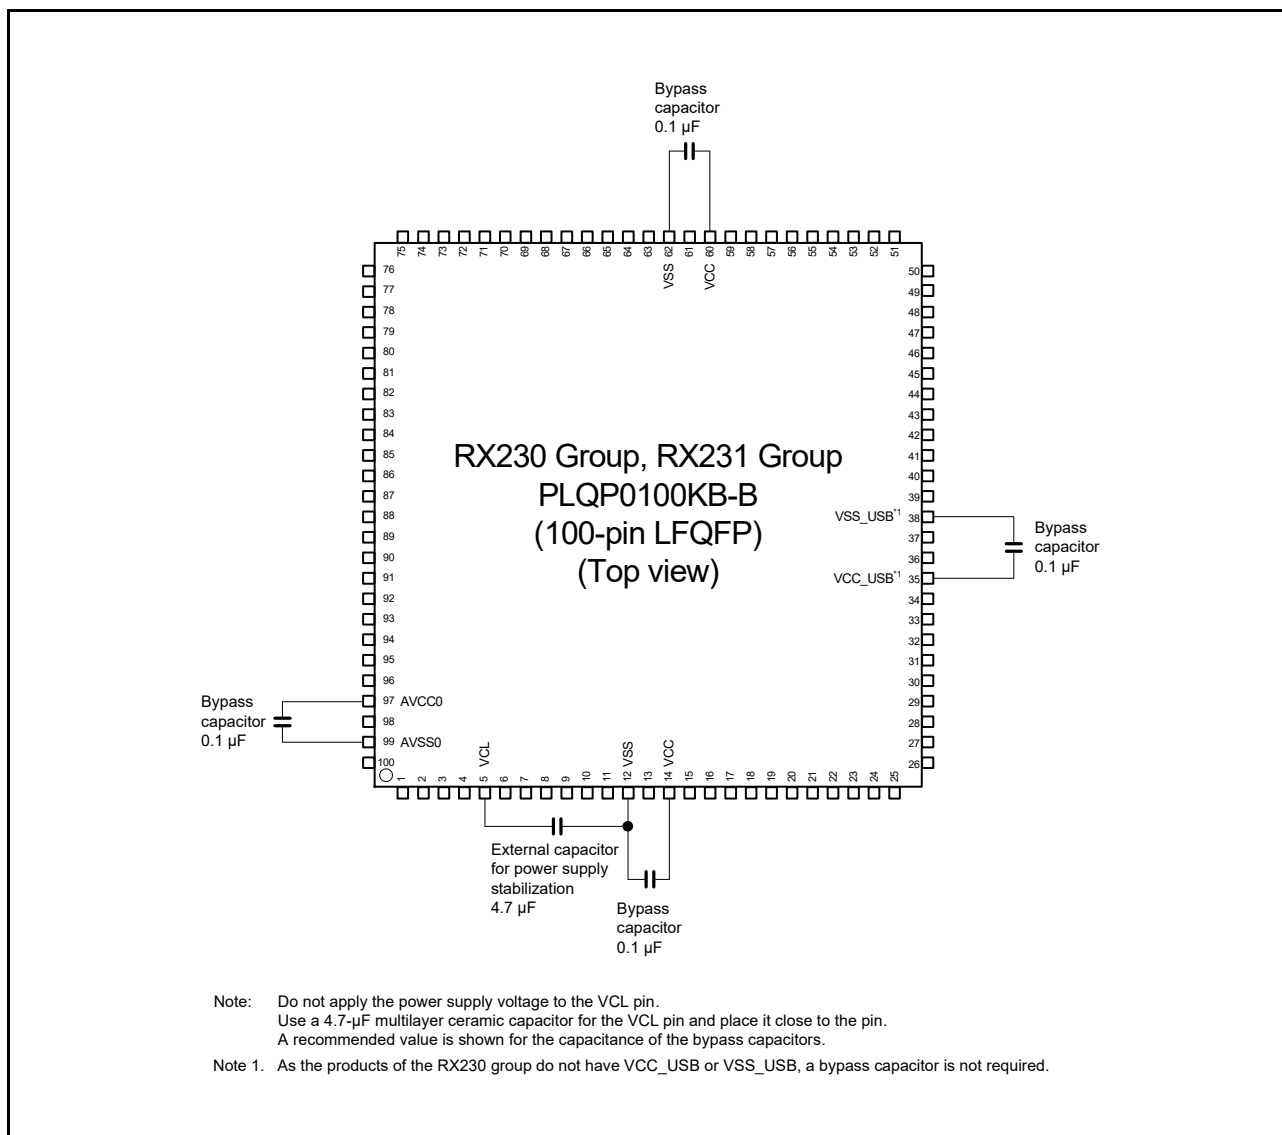 Bypass
capacitor
0.1 µF
75 74 73 72 71 70 69 68 67 66 65 64 63 62 61 60 59 58 57 56 55 54 53 52 51
VSS VCC
76
77
78
79
80
81
82
83
84
85
86
87
88
89
90
91
92
93
94
95
96
97 AVCC0
98
99 AVSS0
100
50
49
48
47
46
45
44
43
42
41
40
39
VSS_USB*1 38
37
36
VCC_USB*1 35
34
33
32
31
30
29
28
27
26
RX230 Group, RX231 Group
PLQP0100KB-B
(100-pin LFQFP)
(Top view)
Bypass
capacitor
0.1 µF
Bypass
capacitor
0.1 µF
VCL VSS VCC
1 2 3 4 5 6 7 8 9 10 11 12 13 14 15 16 17 18 19 20 21 22 23 24 25
External capacitor
for power supply
stabilization
4.7 µF
Bypass
capacitor
0.1 µF
Note: Do not apply the power supply voltage to the VCL pin.
Use a 4.7-µF multilayer ceramic capacitor for the VCL pin and place it close to the pin.
A recommended value is shown for the capacitance of the bypass capacitors.
Note 1. As the products of the RX230 group do not have VCC_USB or VSS_USB, a bypass capacitor is not required.